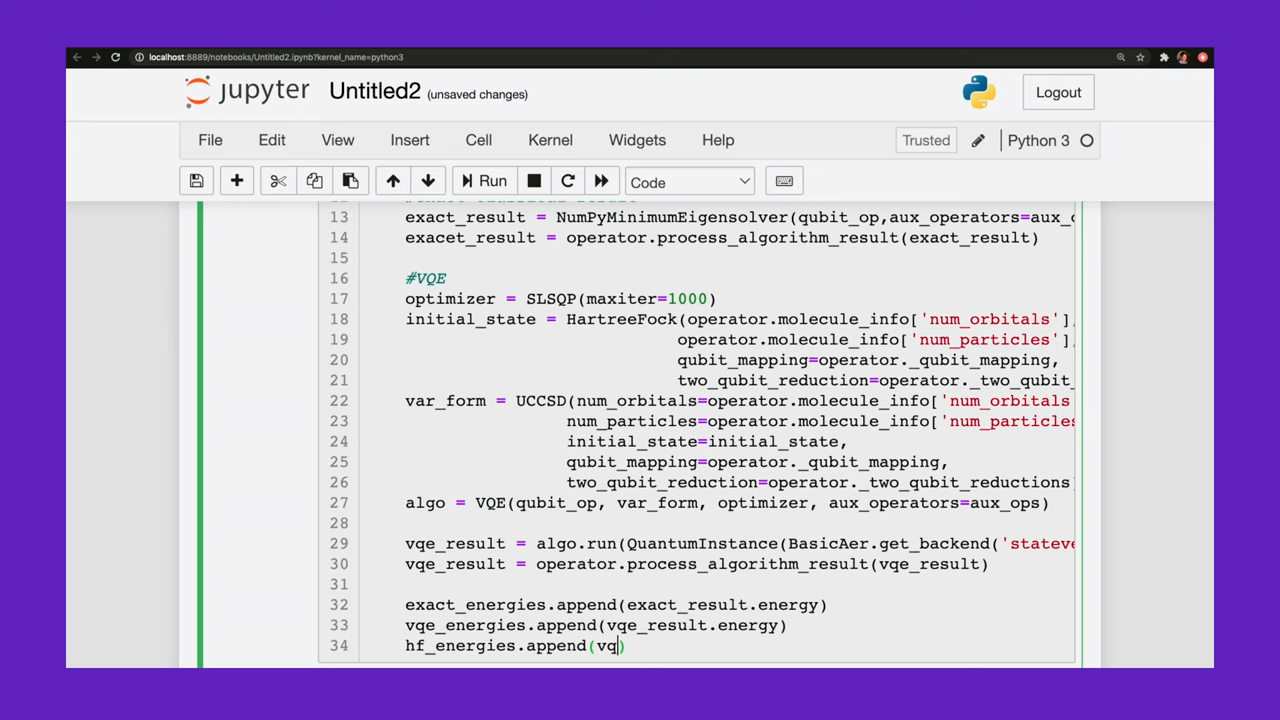 localhost:8889/notebooks/Untitled2.ipynb?kernel_name=python3
jupyter Untitled2 (unsaved changes) Logout
File Edit View Insert Cell Kernel Widgets Help Trusted Python 3
Run Code
13 exact_result = NumPyMinimumEigensolver(qubit_op,aux_operators=aux_o
14 exacet_result = operator.process_algorithm_result(exact_result)
15
16 #VQE
17 optimizer = SLSQP(maxiter=1000)
18 initial_state = HartreeFock(operator.molecule_info['num_orbitals'],
19 operator.molecule_info['num_particles'],
20 qubit_mapping=operator._qubit_mapping,
21 two_qubit_reduction=operator._two_qubit_
22 var_form = UCCSD(num_orbitals=operator.molecule_info['num_orbitals
23 num_particles=operator.molecule_info['num_particles
24 initial_state=initial_state,
25 qubit_mapping=operator._qubit_mapping,
26 two_qubit_reduction=operator._two_qubit_reductions)
27 algo = VQE(qubit_op, var_form, optimizer, aux_operators=aux_ops)
28
29 vqe_result = algo.run(QuantumInstance(BasicAer.get_backend('stateve
30 vqe_result = operator.process_algorithm_result(vqe_result)
31
32 exact_energies.append(exact_result.energy)
33 vqe_energies.append(vqe_result.energy)
34 hf_energies.append(vq)